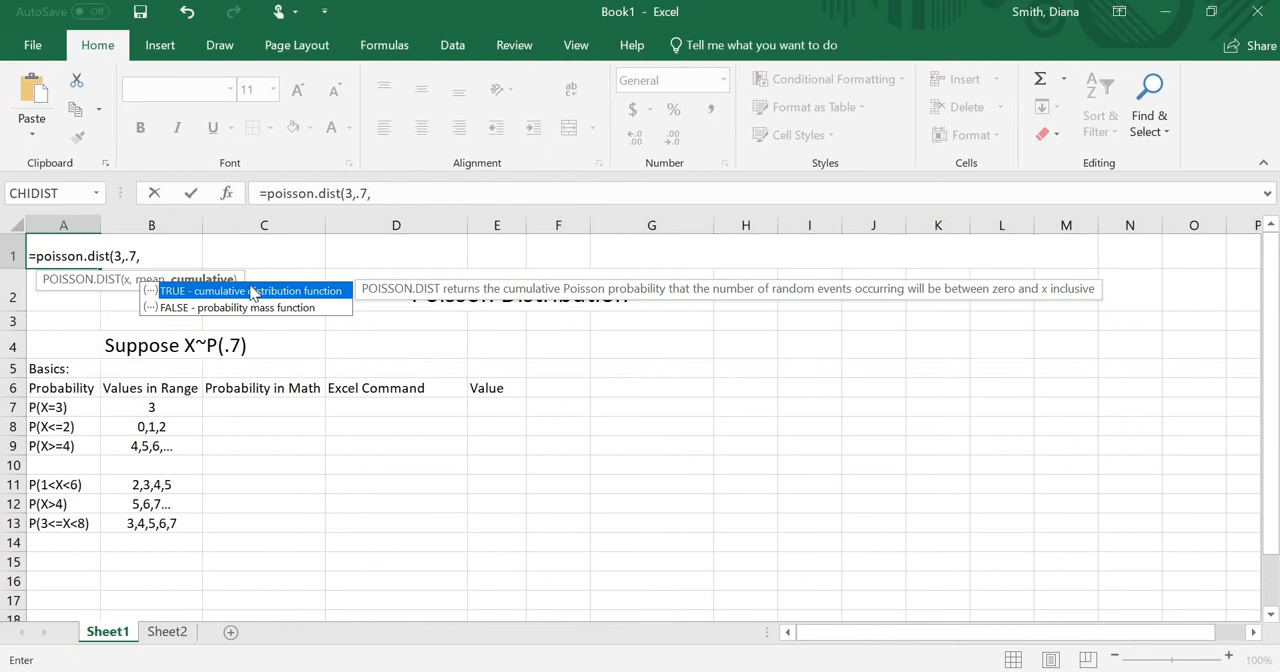 AutoSave Off
Book1 - Excel
Smith, Diana
File Home Insert Draw Page Layout Formulas Data Review View Help Tell me what you want to do Share
Paste
Clipboard
11 A A
B I U A
Font
ab
Alignment
General
$ % ,
.00
.00
Number
Conditional Formatting
Format as Table
Cell Styles
Styles
Insert
Delete
Format
Cells
Σ
Sort & Filter
Find & Select
Editing
CHIDIST fx =poisson.dist(3,.7,
A B C D E F G H I J K L M N O P
1 =poisson.dist(3,.7,
POISSON.DIST(x, mean, cumulative)
(...) TRUE - cumulative distribution function
POISSON.DIST returns the cumulative Poisson probability that the number of random events occurring will be between zero and x inclusive
(...) FALSE - probability mass function
2 Poisson Distribution
3
4 Suppose X~P(.7)
5 Basics:
6 Probability Values in Range Probability in Math Excel Command Value
7 P(X=3) 3
8 P(X<=2) 0,1,2
9 P(X>=4) 4,5,6,...
10
11 P(1<X<6) 2,3,4,5
12 P(X>4) 5,6,7...
13 P(3<=X<8) 3,4,5,6,7
14
15
16
17
18
Sheet1 Sheet2
Enter
100%